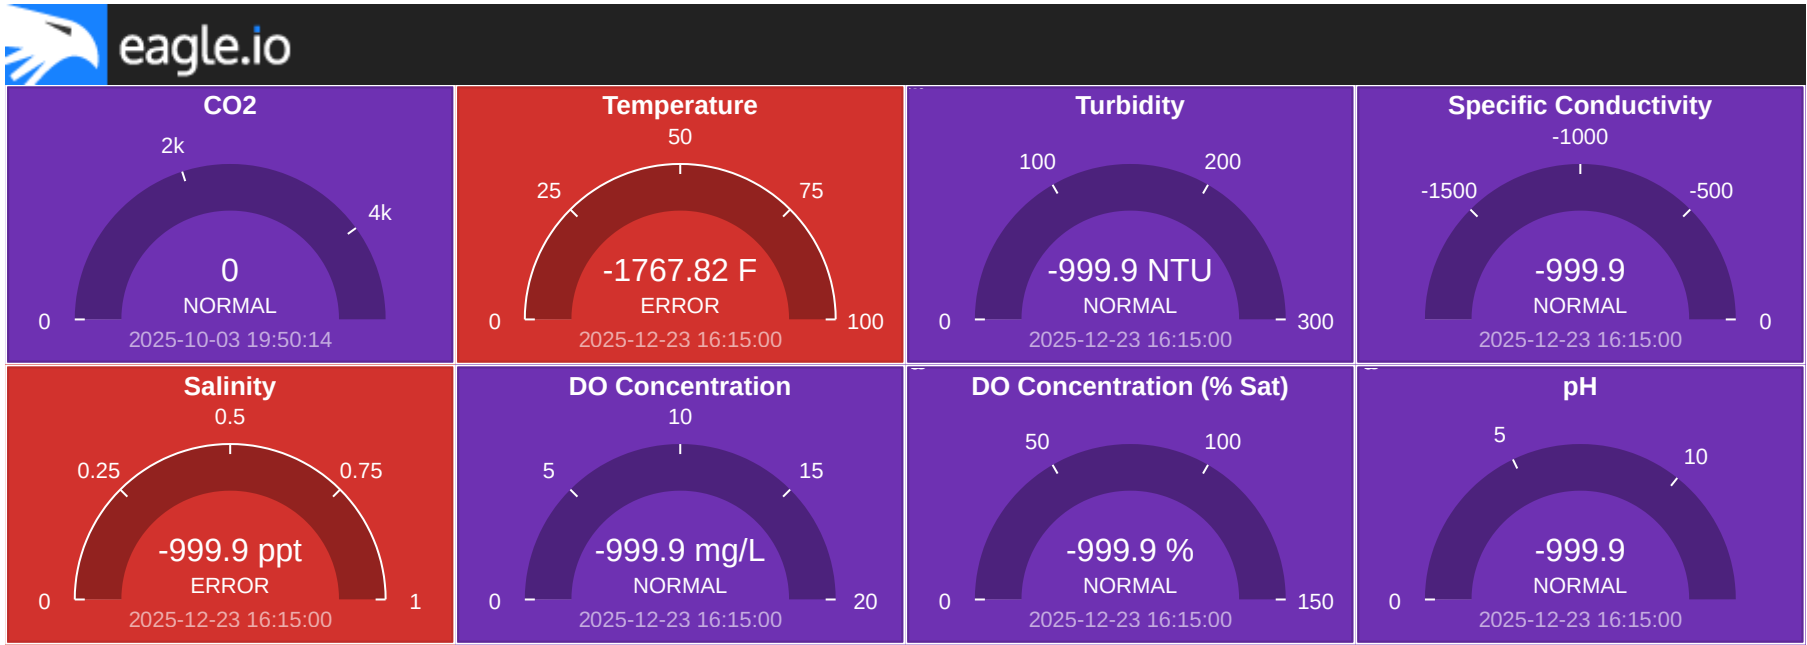 eagle.io
CO2
2k
4k
0
NORMAL
0
2025-10-03 19:50:14
Temperature
50
25
75
-1767.82 F
ERROR
0
100
2025-12-23 16:15:00
Turbidity
100
200
-999.9 NTU
NORMAL
0
300
2025-12-23 16:15:00
Specific Conductivity
-1000
-1500
-500
-999.9
NORMAL
0
2025-12-23 16:15:00
Salinity
0.5
0.25
0.75
-999.9 ppt
ERROR
0
1
2025-12-23 16:15:00
DO Concentration
10
5
15
-999.9 mg/L
NORMAL
0
20
2025-12-23 16:15:00
DO Concentration (% Sat)
50
100
-999.9 %
NORMAL
0
150
2025-12-23 16:15:00
pH
5
10
-999.9
NORMAL
0
2025-12-23 16:15:00